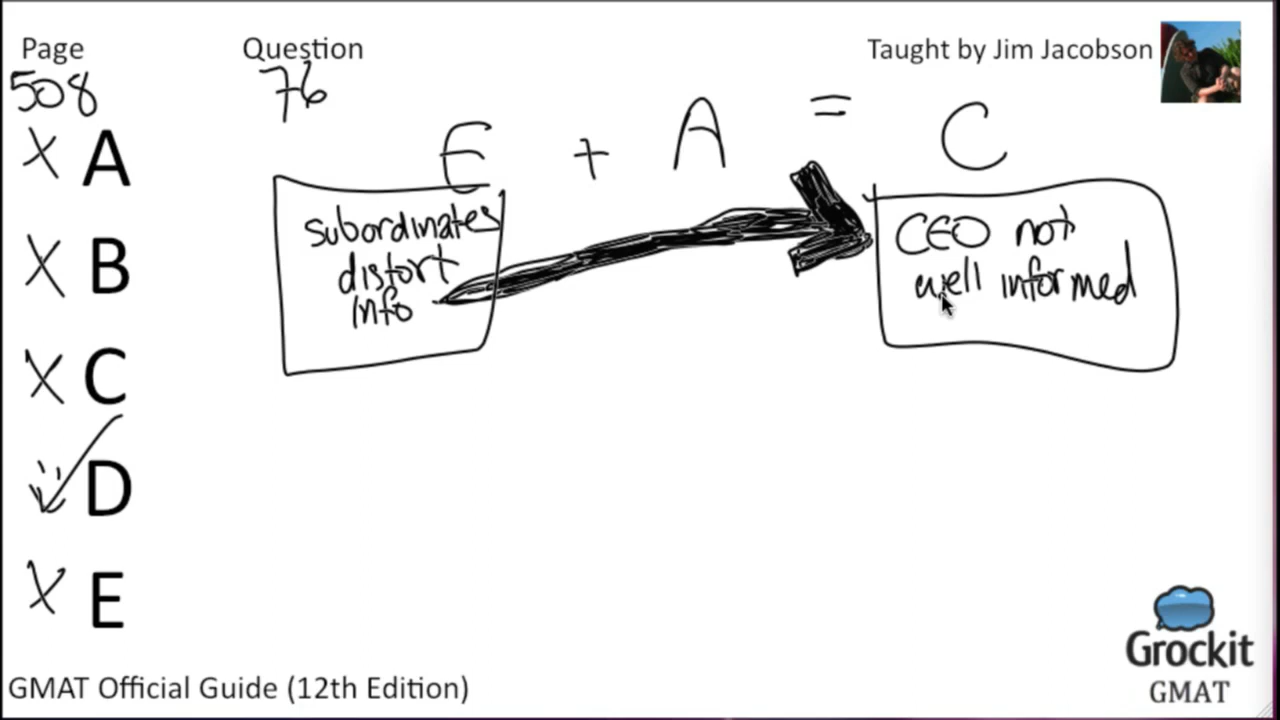 Page
Question
Taught by Jim Jacobson
508
76
E + A = C
X A
X B
X C
D
X E
subordinates
distort
info
CEO not
well informed
Grockit
GMAT
GMAT Official Guide (12th Edition)